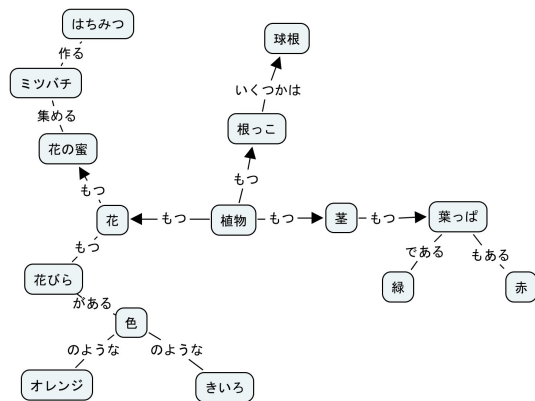 はちみつ
作る
ミツバチ
集める
花の蜜
もつ
花
もつ
植物
もつ
根っこ
いくつかは
球根
もつ
茎
もつ
葉っぱ
である
もある
緑
赤
もつ
花びら
がある
色
のような
のような
オレンジ
きいろ